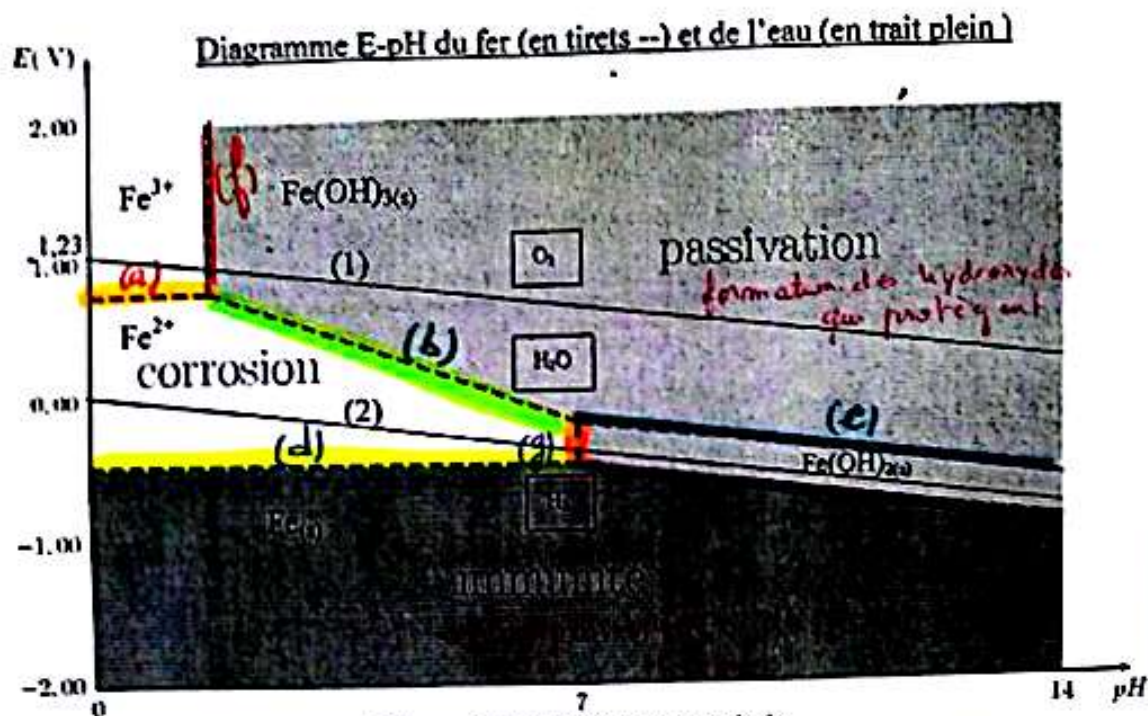 Diagramme E-pH du fer (en tirets --) et de l'eau (en trait plein )
E(V)
2.00
Fe³⁺
(f)
Fe(OH)₃₍ₛ₎
1.23
1.00
(a)
(1)
O₂
passivation
formation des hydroxydes
qui protègent
Fe²⁺
corrosion
(b)
H₂O
0.00
(2)
(e)
(d)
(g)
Fe(OH)₂₍ₛ₎
H₂
Fe₍ₛ₎
-1.00
-2.00
0
7
14
pH